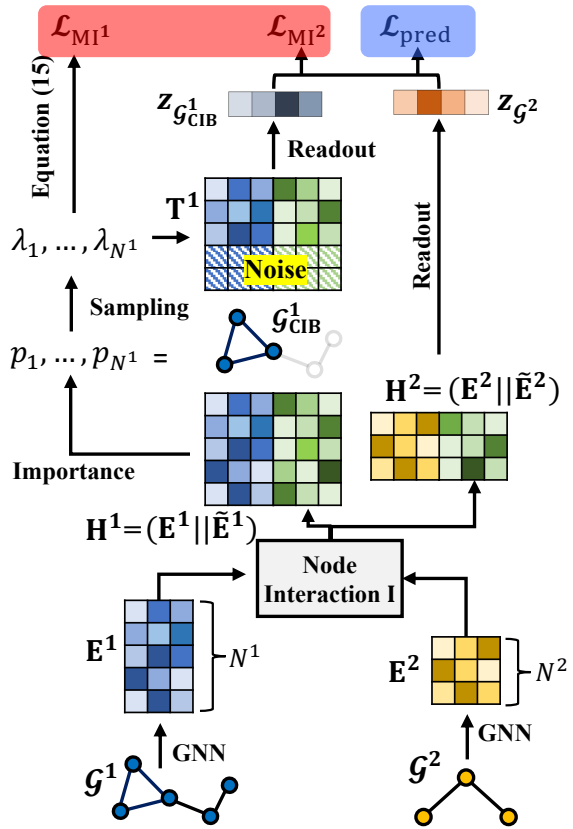 𝓛_MI¹ 𝓛_MI² 𝓛_pred
Equation (15)
z_𝒢¹_CIB z_𝒢²
Readout
T¹
λ₁, …, λ_N¹
Noise
Readout
Sampling
𝒢¹_CIB
p₁, …, p_N¹ =
H²= (E²||Ẽ²)
Importance
H¹=(E¹||Ẽ¹)
Node
Interaction I
E¹ N¹
E² N²
GNN GNN
𝒢¹ 𝒢²